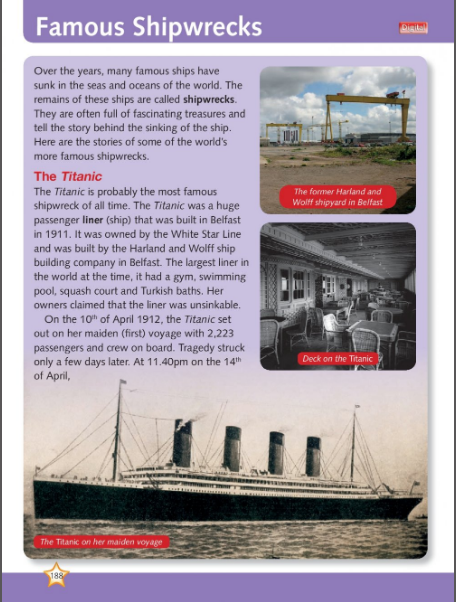 Famous Shipwrecks
Digital
Over the years, many famous ships have
sunk in the seas and oceans of the world. The
remains of these ships are called shipwrecks.
They are often full of fascinating treasures and
tell the story behind the sinking of the ship.
Here are the stories of some of the world's
more famous shipwrecks.
The Titanic
The Titanic is probably the most famous
shipwreck of all time. The Titanic was a huge
passenger liner (ship) that was built in Belfast
in 1911. It was owned by the White Star Line
and was built by the Harland and Wolff ship
building company in Belfast. The largest liner in
the world at the time, it had a gym, swimming
pool, squash court and Turkish baths. Her
owners claimed that the liner was unsinkable.
On the 10th of April 1912, the Titanic set
out on her maiden (first) voyage with 2,223
passengers and crew on board. Tragedy struck
only a few days later. At 11.40pm on the 14th
of April,
The former Harland and
Wolff shipyard in Belfast
Deck on the Titanic
The Titanic on her maiden voyage
188